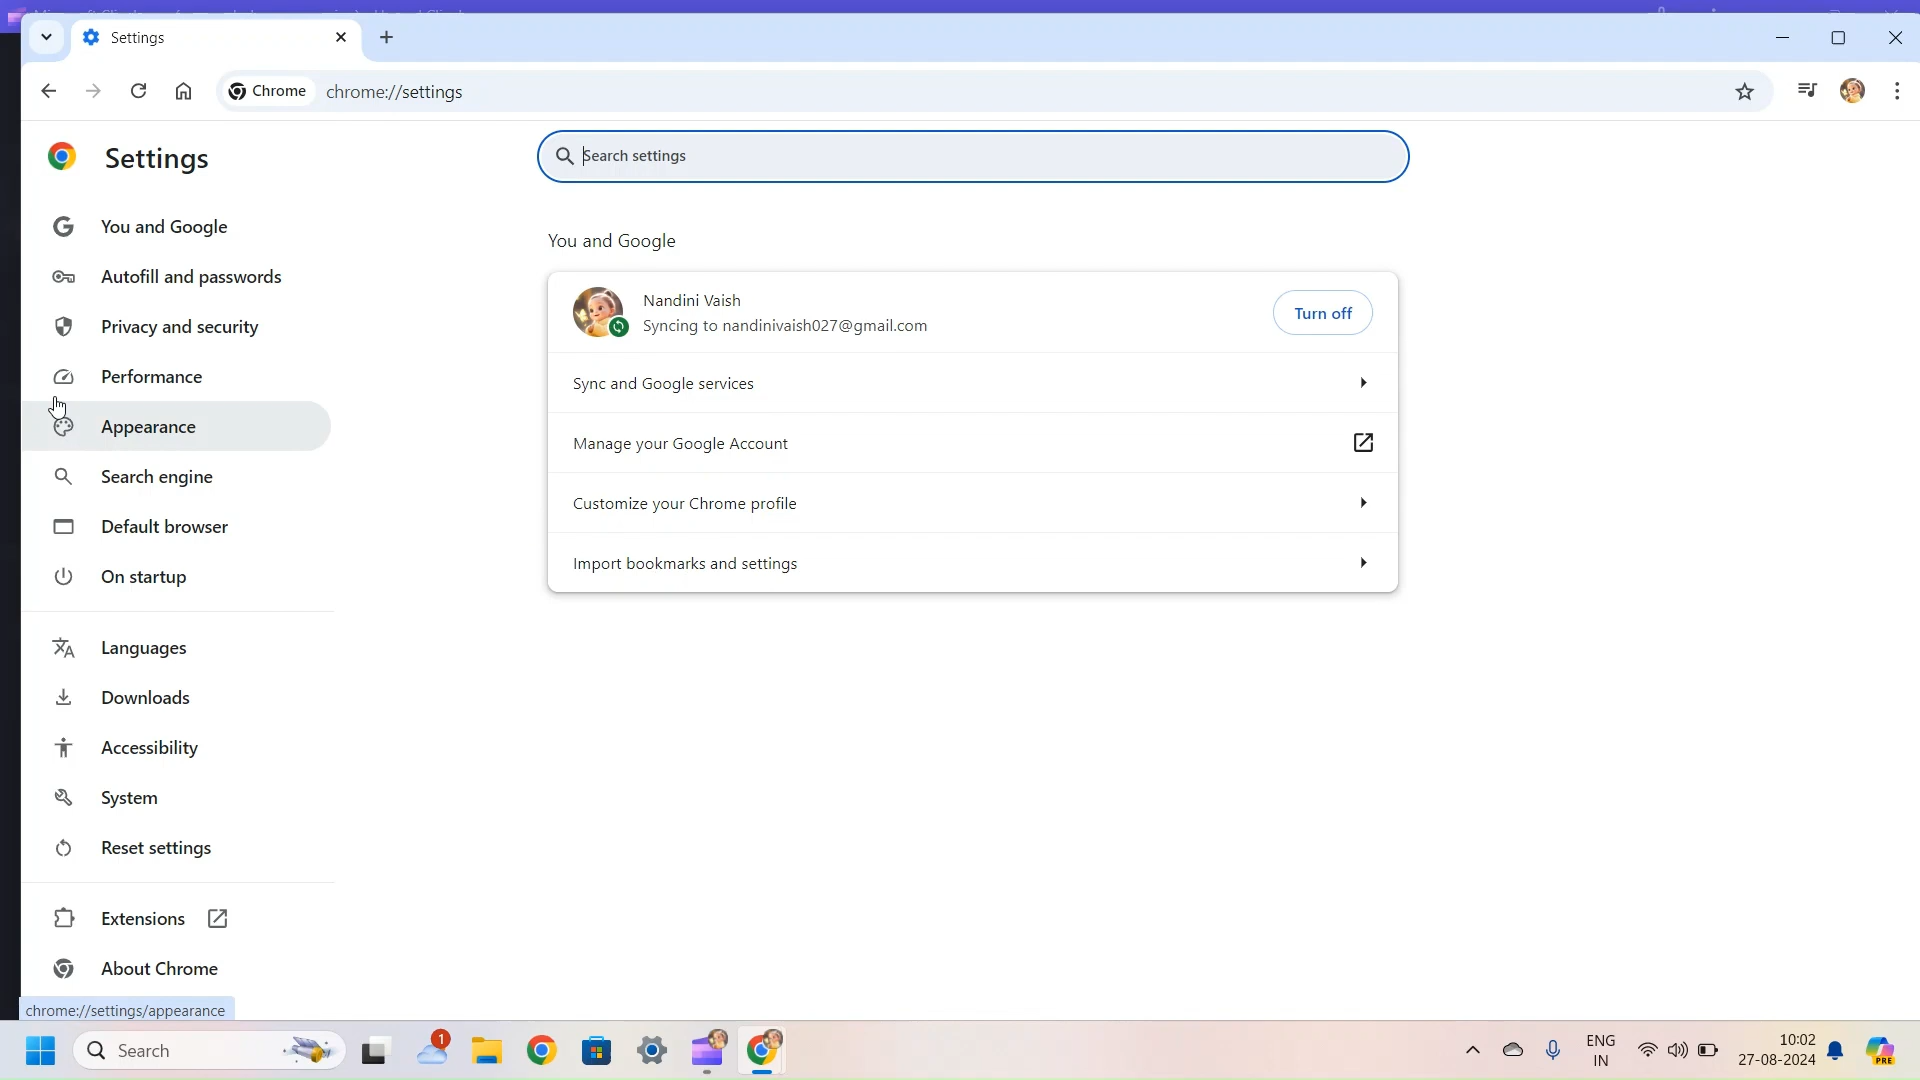 Settings
Chrome
chrome://settings
Settings
Search settings
You and Google
Autofill and passwords
Privacy and security
Performance
Appearance
Search engine
Default browser
On startup
Languages
Downloads
Accessibility
System
Reset settings
Extensions
About Chrome
You and Google
Nandini Vaish
Syncing to nandinivaish027@gmail.com
Turn off
Sync and Google services
Manage your Google Account
Customize your Chrome profile
Import bookmarks and settings
chrome://settings/appearance
Search
1
ENG
IN
10:02
27-08-2024
PRE